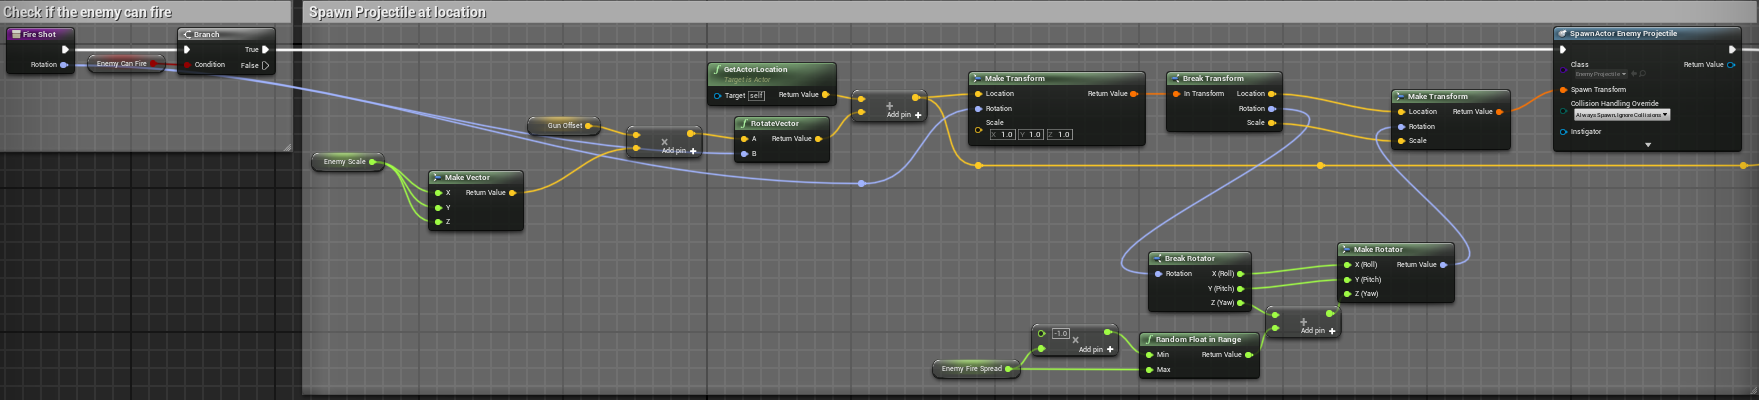 Check if the enemy can fire
Spawn Projectile at location
Fire Shot
Rotation
Enemy Can Fire
Branch
True
Condition
False
Enemy Scale
Make Vector
X
Return Value
Y
Z
Gun Offset
Add pin
GetActorLocation
Target is Actor
Target
self
Return Value
RotateVector
A
Return Value
B
Add pin
Make Transform
Location
Return Value
Rotation
Scale
X 1.0 Y 1.0 Z 1.0
Break Transform
In Transform
Location
Rotation
Scale
Make Transform
Location
Return Value
Rotation
Scale
SpawnActor Enemy Projectile
Class
Return Value
Enemy Projectile
Spawn Transform
Collision Handling Override
Always Spawn, Ignore Collisions
Instigator
Break Rotator
Rotation
X (Roll)
Y (Pitch)
Z (Yaw)
Make Rotator
X (Roll)
Return Value
Y (Pitch)
Z (Yaw)
Add pin
Enemy Fire Spread
-1.0
Add pin
Random Float in Range
Min
Return Value
Max